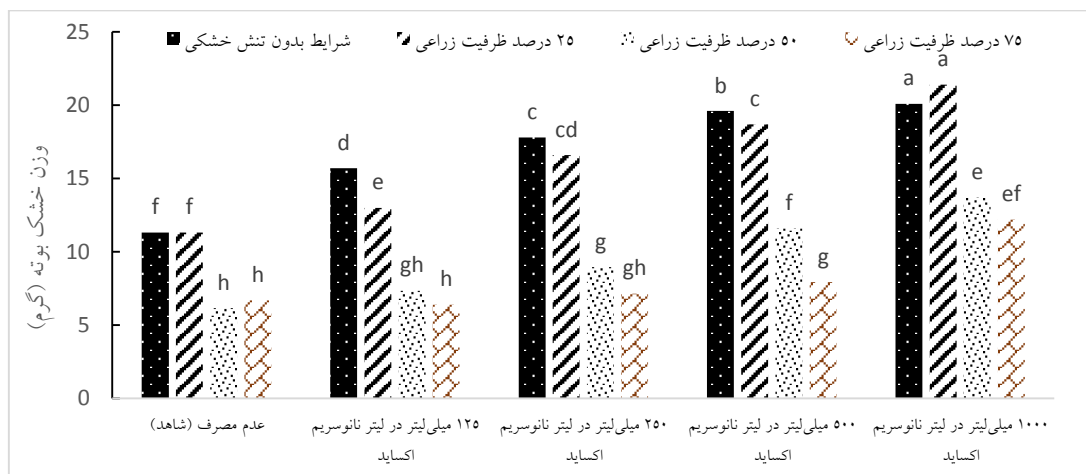 25
شرایط بدون تنش خشکی
۲۵ درصد ظرفیت زراعی
۵۰ درصد ظرفیت زراعی
۷۵ درصد ظرفیت زراعی
20
15
10
5
0
وزن خشک بوته (گرم)
f f h h
d e gh h
c cd g gh
b c f g
a a e ef
عدم مصرف (شاهد)
۱۲۵ میلی‌لیتر در لیتر نانوسریم
اکساید
۲۵۰ میلی‌لیتر در لیتر نانوسریم
اکساید
۵۰۰ میلی‌لیتر در لیتر نانوسریم
اکساید
۱۰۰۰ میلی‌لیتر در لیتر نانوسریم
اکساید